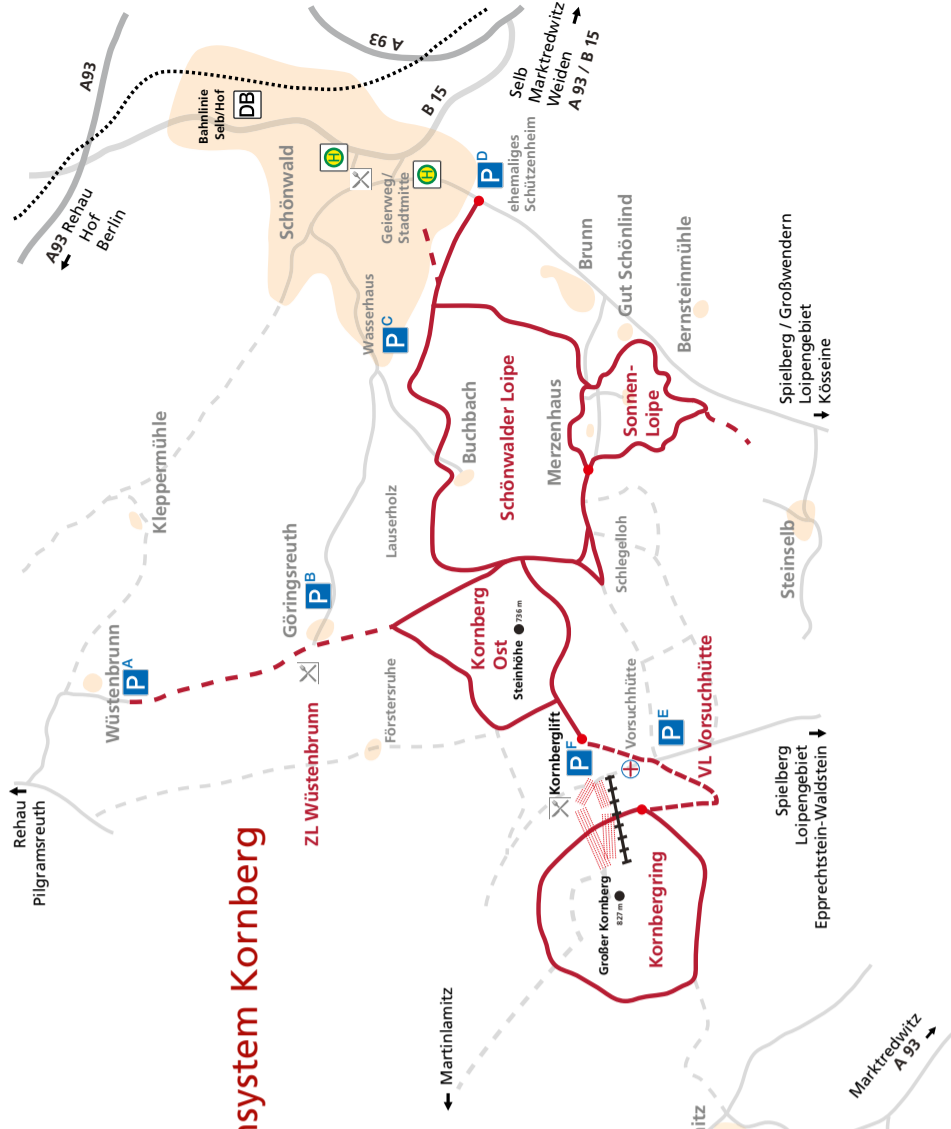 nsystem Kornberg
Rehau
Pilgramsreuth
Martinlamitz
Wüstenbrunn
P A
Kleppermühle
A93 Rehau
Hof
Berlin
A93
Bahnlinie
Selb/Hof
DB
A 93
B 15
Selb
Marktredwitz
Weiden
A 93 / B 15
Schönwald
H
Geierweg/
Stadtmitte
H
P D
ehemaliges
Schützenheim
Wasserhaus
P C
Göringsreuth
P B
ZL Wüstenbrunn
Förstersruhe
Lauserholz
Buchbach
Schönwalder Loipe
Merzenhaus
Brunn
Gut Schönlind
Bernsteinmühle
Sonnen-
Loipe
Spielberg / Großwendern
Loipengebiet
Kösseine
Kornberg
Ost
Steinhöhe
736 m
Schlegelloh
Steinselb
Kornberglift
P F
Vorsuchhütte
P E
VL Vorsuchhütte
Großer Kornberg
827 m
Kornbergring
Spielberg
Loipengebiet
Epprechtstein-Waldstein
Marktredwitz
A 93
nitz